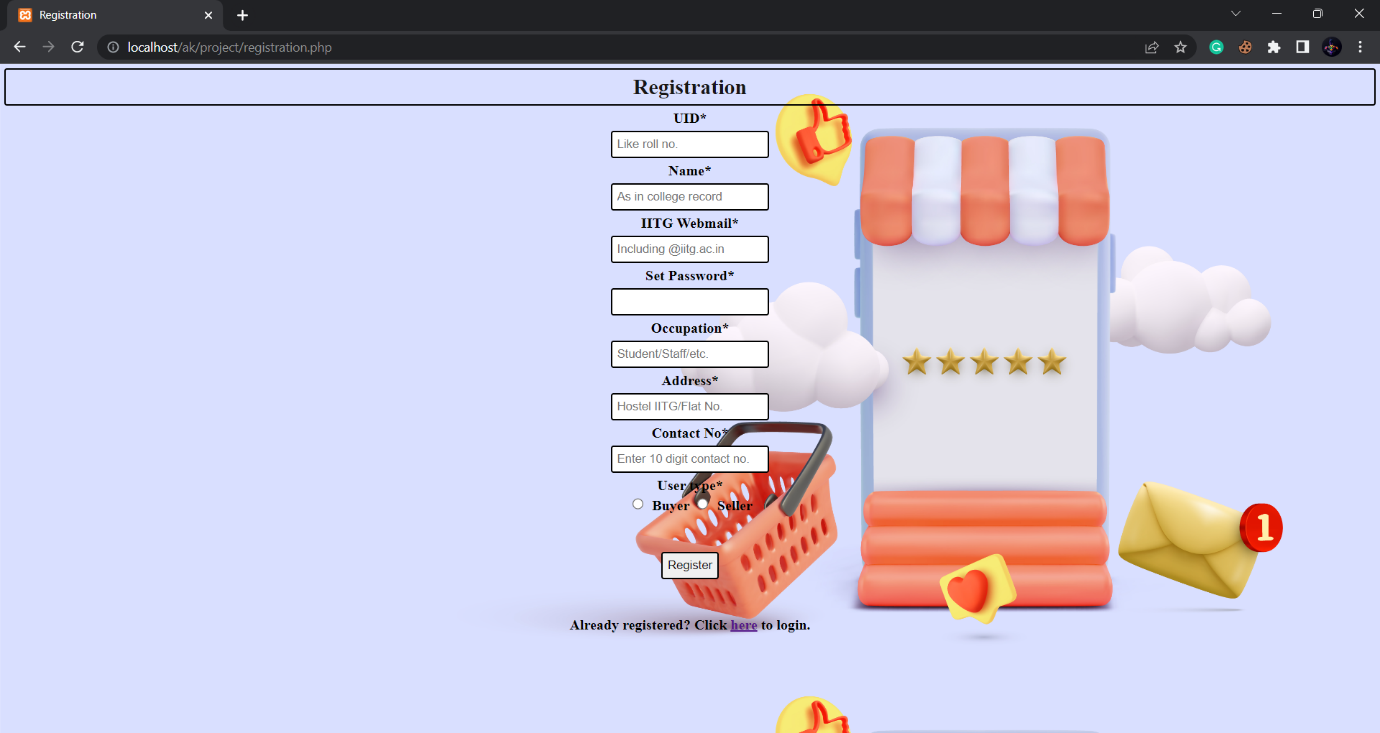 Registration
localhost/ak/project/registration.php
Registration
UID*
Like roll no.
Name*
As in college record
IITG Webmail*
Including @iitg.ac.in
Set Password*
Occupation*
Student/Staff/etc.
Address*
Hostel IITG/Flat No.
Contact No*
Enter 10 digit contact no.
User type*
Buyer Seller
1
Register
Already registered? Click here to login.